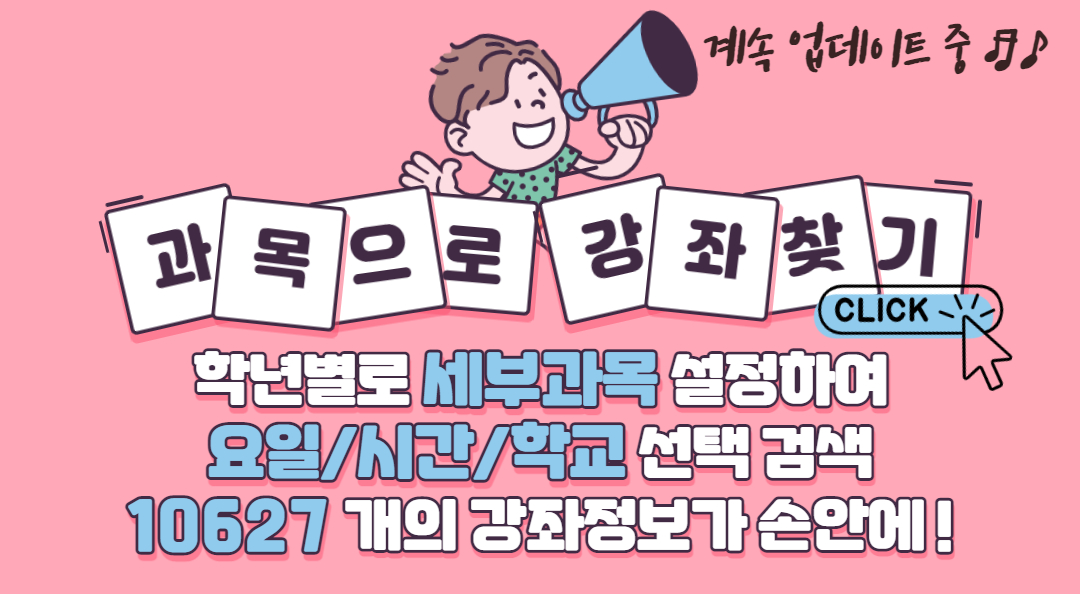 계속 업데이트 중
과목으로 강좌찾기
CLICK
학년별로 세부과목 설정하여
요일/시간/학교 선택 검색
10627 개의 강좌정보가 손안에!